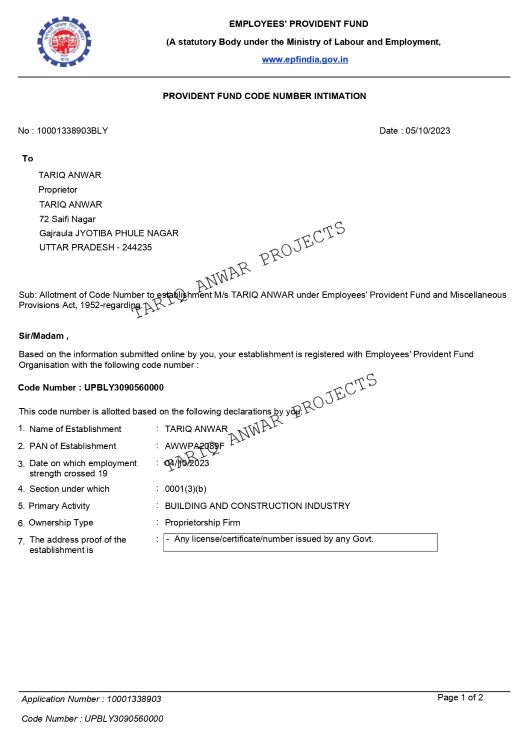 EMPLOYEES' PROVIDENT FUND
(A statutory Body under the Ministry of Labour and Employment,
www.epfindia.gov.in
PROVIDENT FUND CODE NUMBER INTIMATION
No : 10001338903BLY
Date : 05/10/2023
To
TARIQ ANWAR
Proprietor
TARIQ ANWAR
72 Saifi Nagar
Gajraula JYOTIBA PHULE NAGAR
UTTAR PRADESH - 244235
TARIQ ANWAR PROJECTS
Sub: Allotment of Code Number to establishment M/s TARIQ ANWAR under Employees' Provident Fund and Miscellaneous
Provisions Act, 1952-regarding.
Sir/Madam ,
Based on the information submitted online by you, your establishment is registered with Employees' Provident Fund
Organisation with the following code number :
Code Number : UPBLY3090560000
TARIQ ANWAR PROJECTS
This code number is allotted based on the following declarations by you:
1. Name of Establishment : TARIQ ANWAR
2. PAN of Establishment : AWWPA2089F
3. Date on which employment : 04/10/2023
strength crossed 19
4. Section under which : 0001(3)(b)
5. Primary Activity : BUILDING AND CONSTRUCTION INDUSTRY
6. Ownership Type : Proprietorship Firm
7. The address proof of the : - Any license/certificate/number issued by any Govt.
establishment is
Application Number : 10001338903
Page 1 of 2
Code Number : UPBLY3090560000